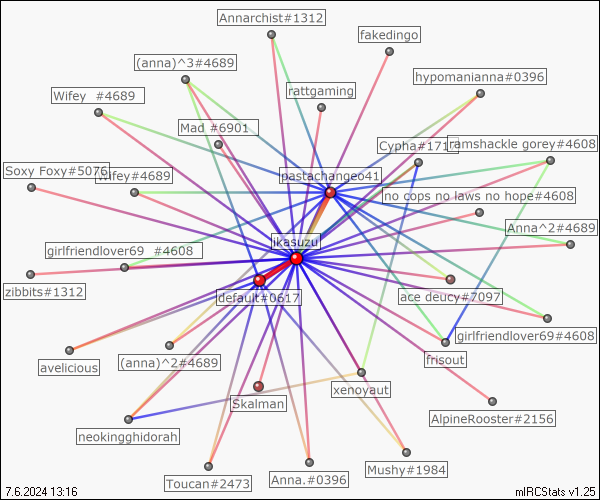 Annarchist#1312
fakedingo
(anna)^3#4689
hypomanianna#0396
rattgaming
Wifey  #4689
Mad #6901
Cypha#171
ramshackle gorey#4608
Soxy Foxy#5076
Wifey#4689
pastachangeo41
no cops no laws no hope#4608
Anna^2#4689
jikasuzu
girlfriendlover69  #4608
zibbits#1312
default#0617
ace deucy#7097
girlfriendlover69#4608
frisout
avelicious
(anna)^2#4689
xenoyaut
Skalman
AlpineRooster#2156
neokingghidorah
Mushy#1984
Toucan#2473
Anna.#0396
7.6.2024 13:16
mIRCStats v1.25